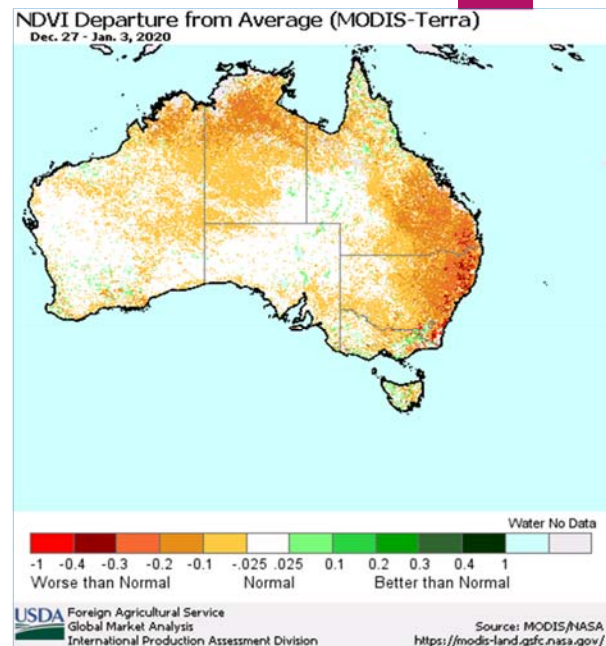 NDVI Departure from Average (MODIS-Terra)
Dec. 27 - Jan. 3, 2020
Water No Data
-1 -0.4 -0.3 -0.2 -0.1 -.025 .025 0.1 0.2 0.3 0.4 1
Worse than Normal Normal Better than Normal
USDA Foreign Agricultural Service
Global Market Analysis
International Production Assessment Division
Source: MODIS/NASA
https://modis-land.gsfc.nasa.gov/